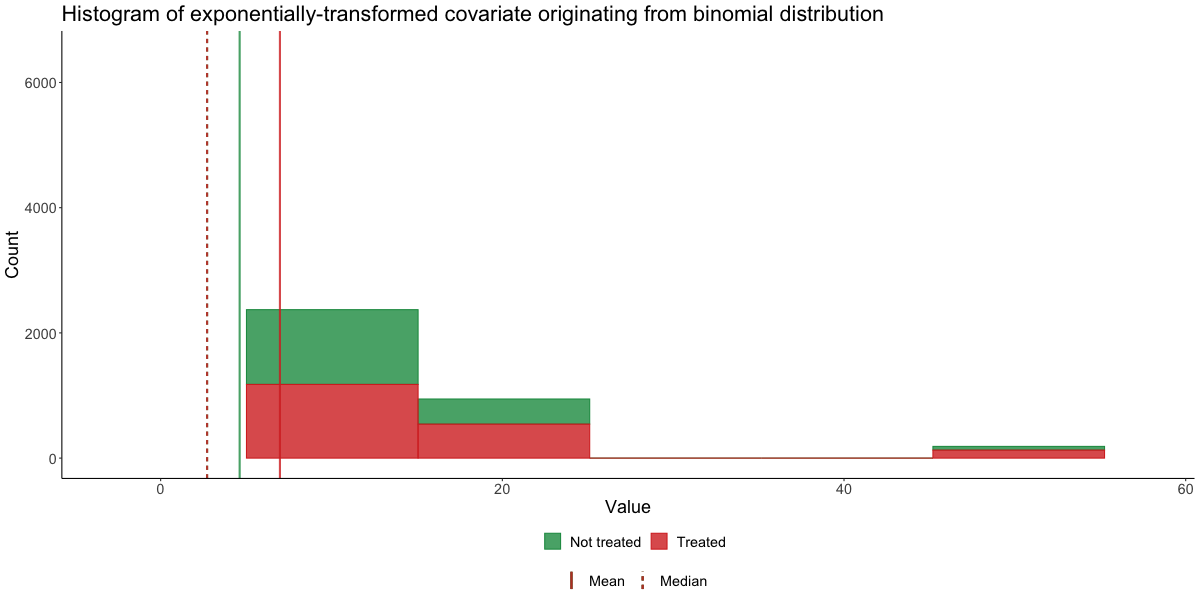 Histogram of exponentially-transformed covariate originating from binomial distribution
6000
4000
2000
0
Count
0 20 40 60
Value
Not treated Treated
Mean Median